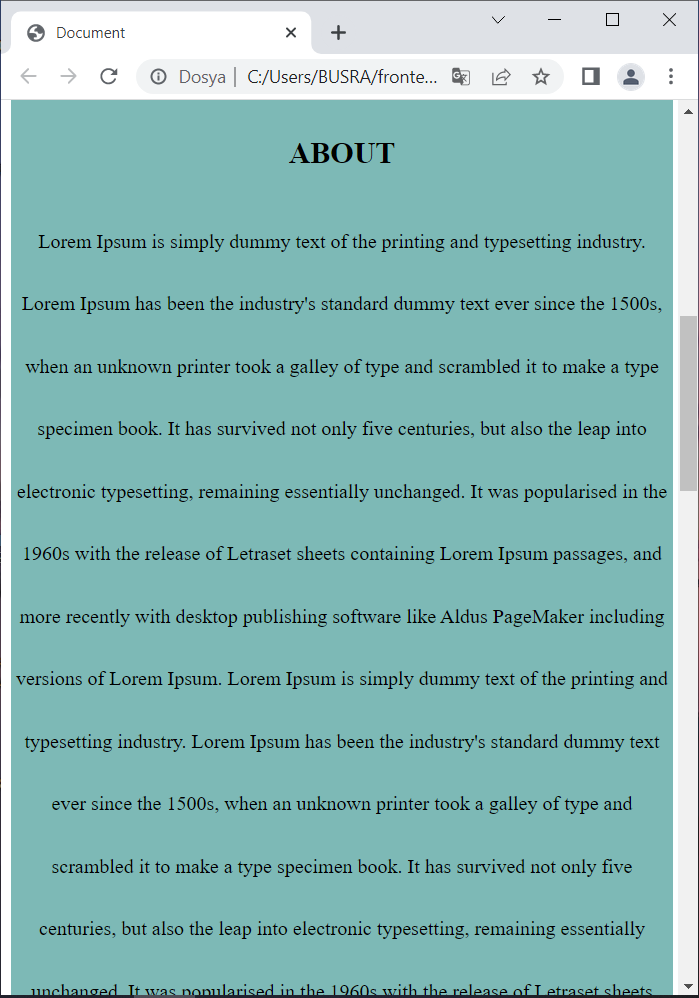 Document
Dosya | C:/Users/BUSRA/fronte...
ABOUT
Lorem Ipsum is simply dummy text of the printing and typesetting industry.
Lorem Ipsum has been the industry's standard dummy text ever since the 1500s,
when an unknown printer took a galley of type and scrambled it to make a type
specimen book. It has survived not only five centuries, but also the leap into
electronic typesetting, remaining essentially unchanged. It was popularised in the
1960s with the release of Letraset sheets containing Lorem Ipsum passages, and
more recently with desktop publishing software like Aldus PageMaker including
versions of Lorem Ipsum. Lorem Ipsum is simply dummy text of the printing and
typesetting industry. Lorem Ipsum has been the industry's standard dummy text
ever since the 1500s, when an unknown printer took a galley of type and
scrambled it to make a type specimen book. It has survived not only five
centuries, but also the leap into electronic typesetting, remaining essentially
unchanged. It was popularised in the 1960s with the release of Letraset sheets